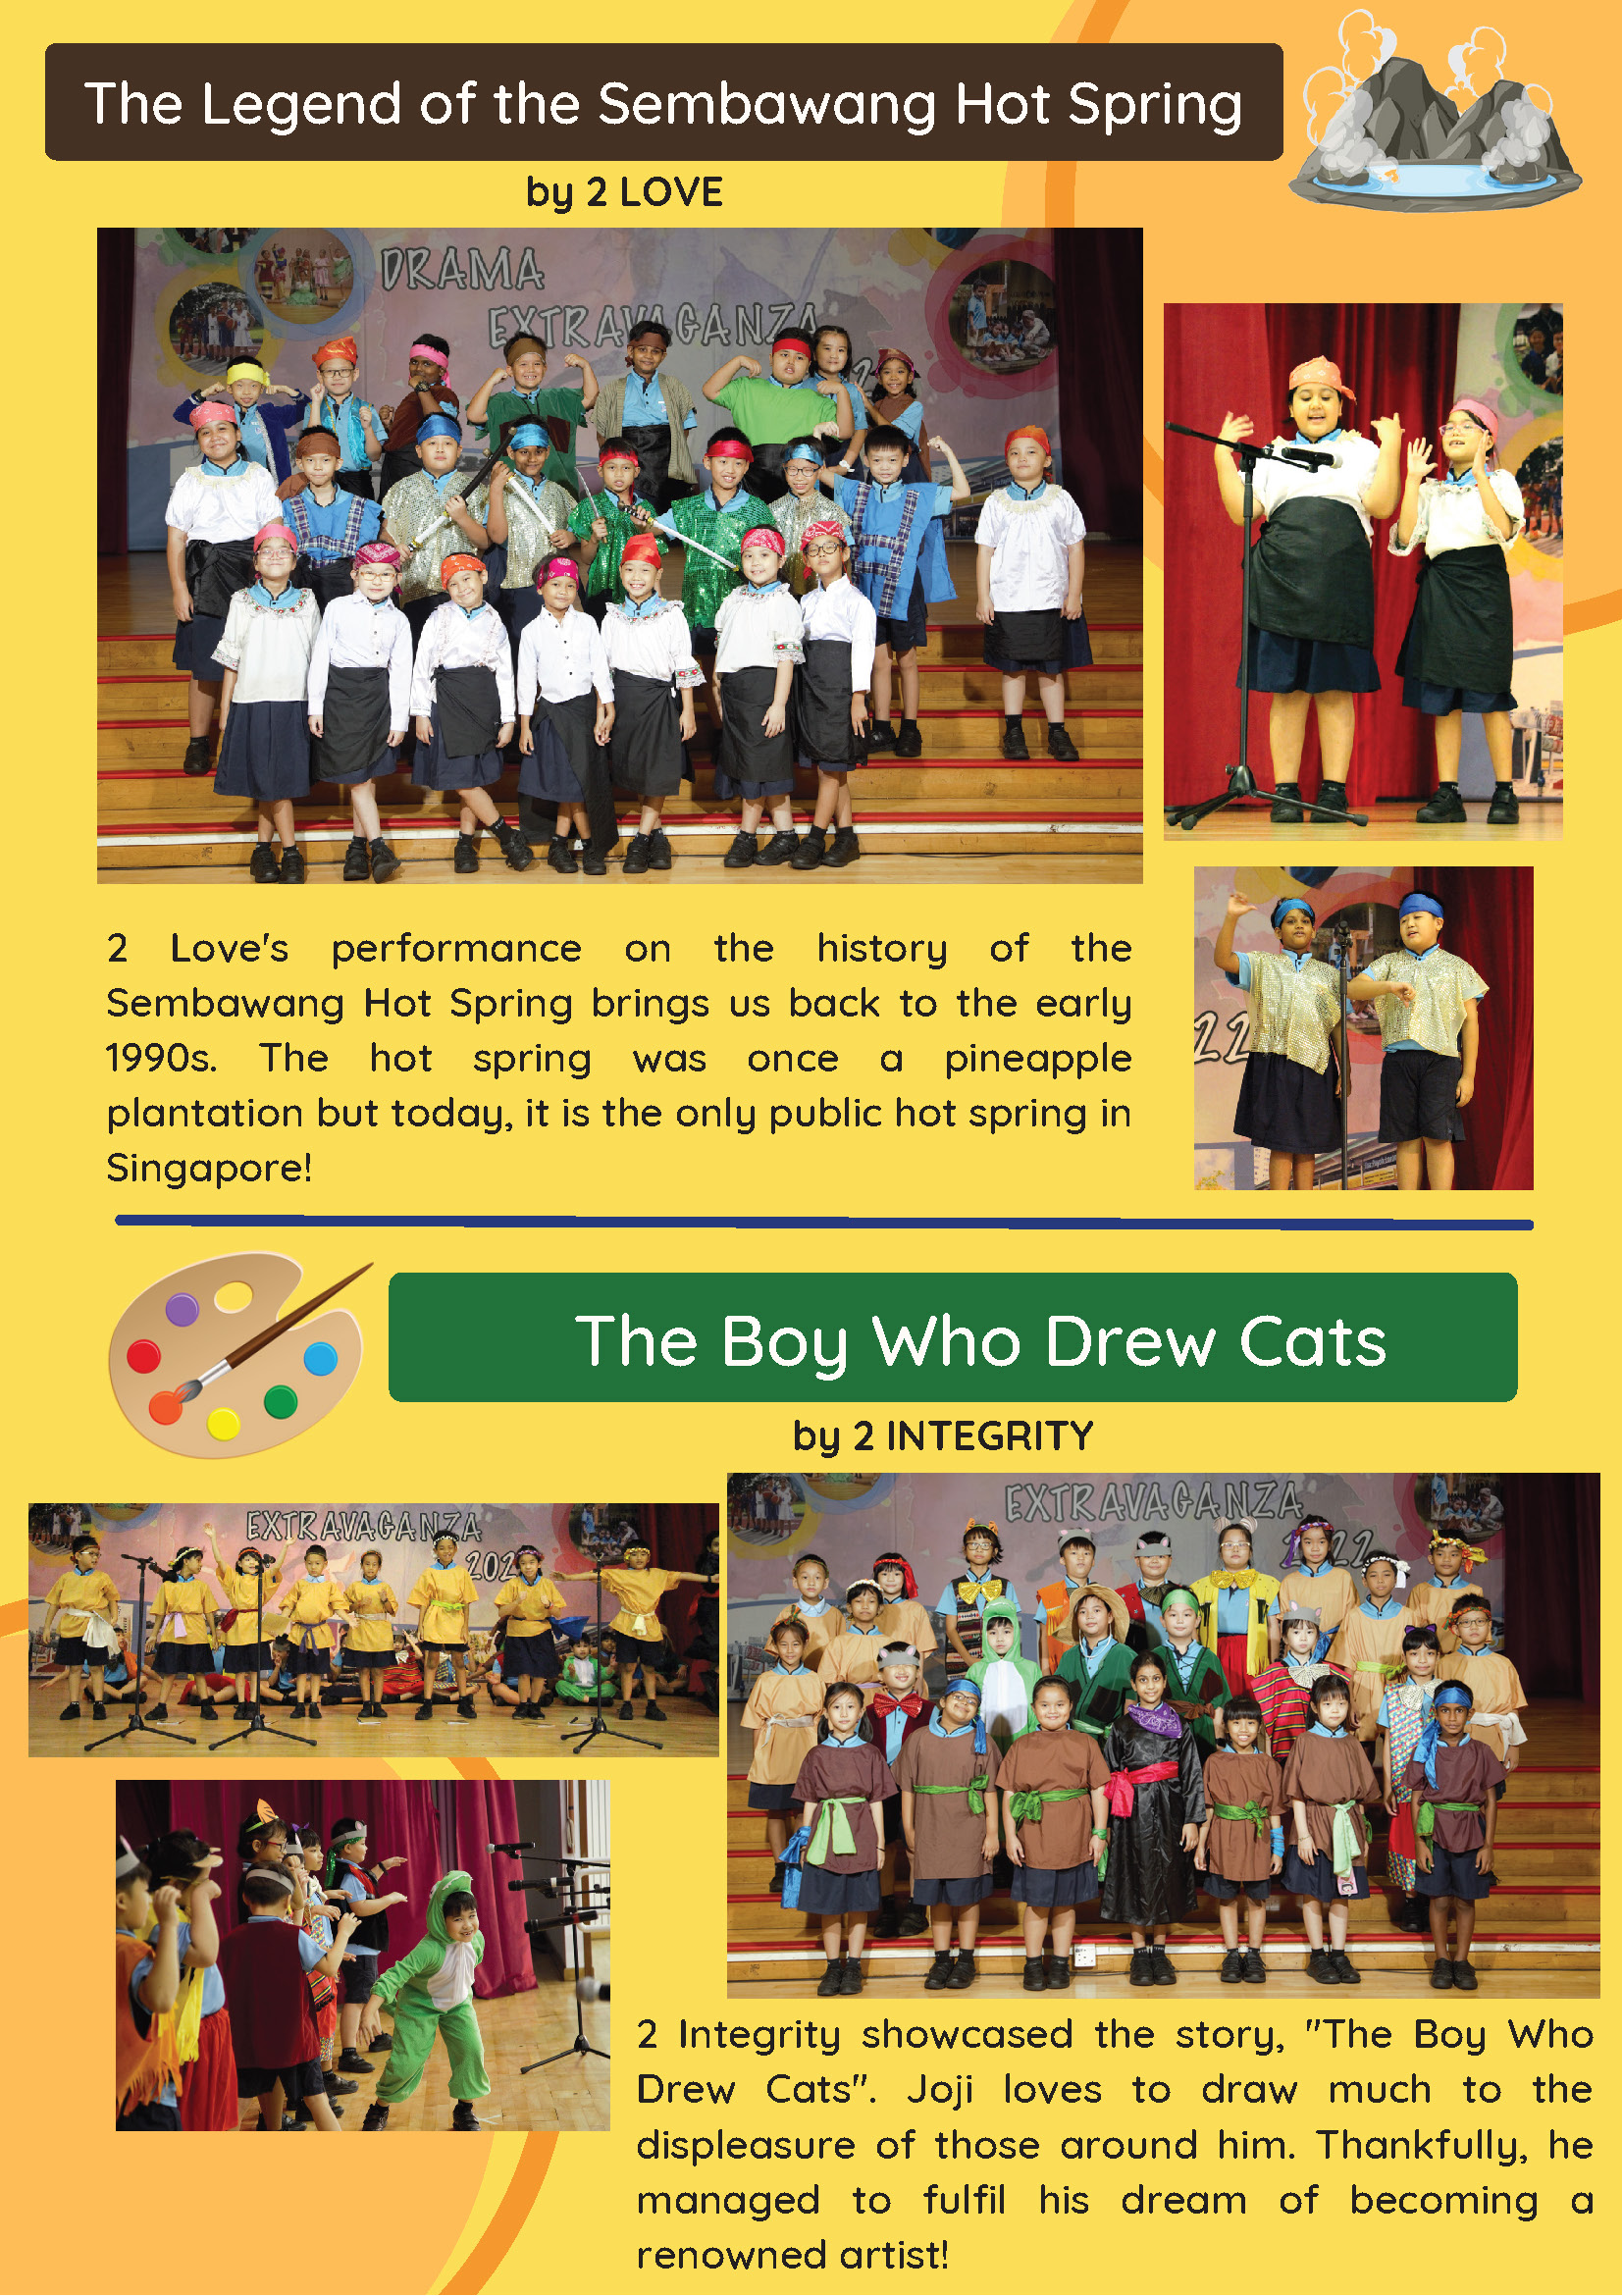 The Legend of the Sembawang Hot Spring
by 2 LOVE
DRAMA
EXTRAVAGANZA
2
22
2 Love's performance on the history of the
Sembawang Hot Spring brings us back to the early
1990s. The hot spring was once a pineapple
plantation but today, it is the only public hot spring in
Singapore!
The Boy Who Drew Cats
by 2 INTEGRITY
EXTRAVAGANZA
202
EXTRAVAGANZA
2022
2 Integrity showcased the story, "The Boy Who
Drew Cats". Joji loves to draw much to the
displeasure of those around him. Thankfully, he
managed to fulfil his dream of becoming a
renowned artist!